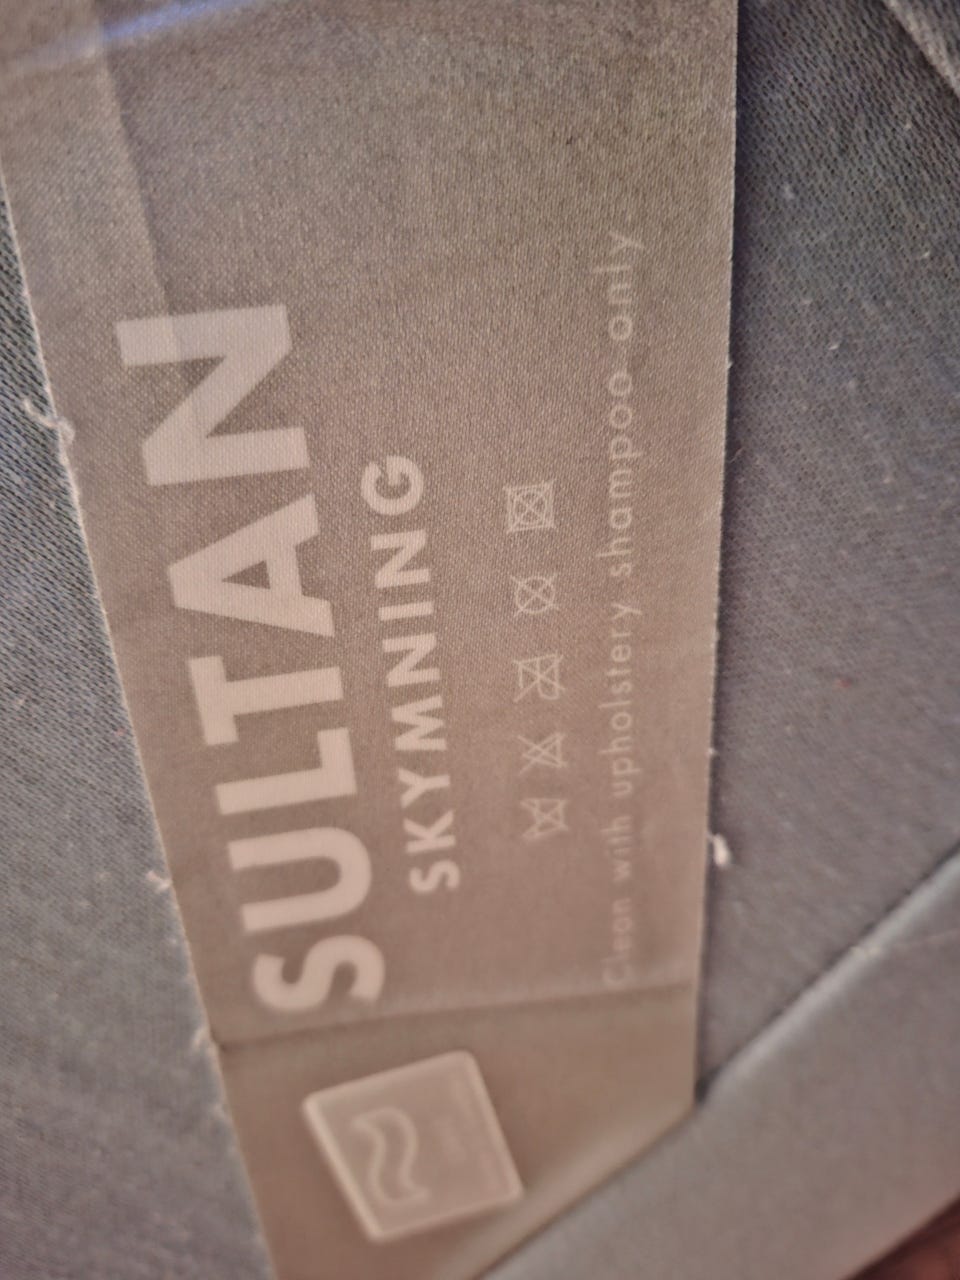 SULTAN
SKYMNING
Clean with upholstery shampoo only.